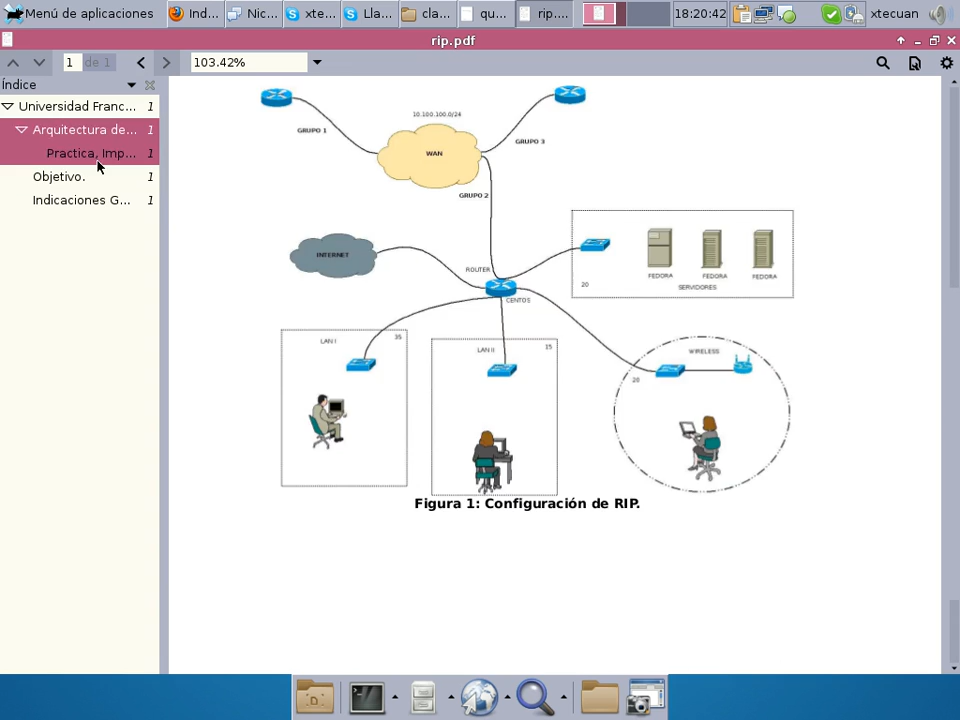 Menú de aplicaciones
Ind...
Nic...
xte...
Lla...
cla...
qu...
rip....
18:20:42
xtecuan
rip.pdf
1 de 1
103.42%
Índice
Universidad Franc... 1
Arquitectura de... 1
Practica, Imp... 1
Objetivo. 1
Indicaciones G... 1
10.100.100.0/24
GRUPO 1
GRUPO 3
WAN
GRUPO 2
INTERNET
ROUTER
CENTOS
FEDORA
FEDORA
FEDORA
20
SERVIDORES
LAN I
35
LAN II
15
WIRELESS
20
Figura 1: Configuración de RIP.